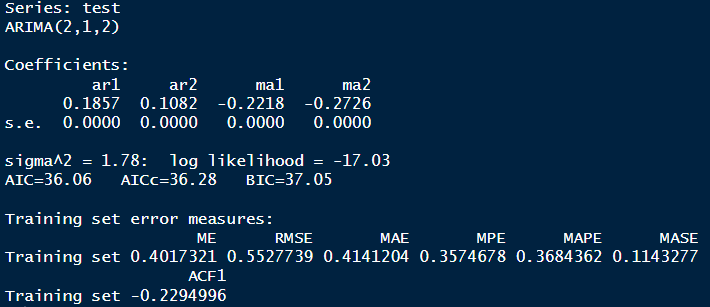 Series: test
ARIMA(2,1,2)
Coefficients:
ar1 ar2 ma1 ma2
0.1857 0.1082 -0.2218 -0.2726
s.e. 0.0000 0.0000 0.0000 0.0000
sigma^2 = 1.78: log likelihood = -17.03
AIC=36.06 AICc=36.28 BIC=37.05
Training set error measures:
ME RMSE MAE MPE MAPE MASE
Training set 0.4017321 0.5527739 0.4141204 0.3574678 0.3684362 0.1143277
ACF1
Training set -0.2294996